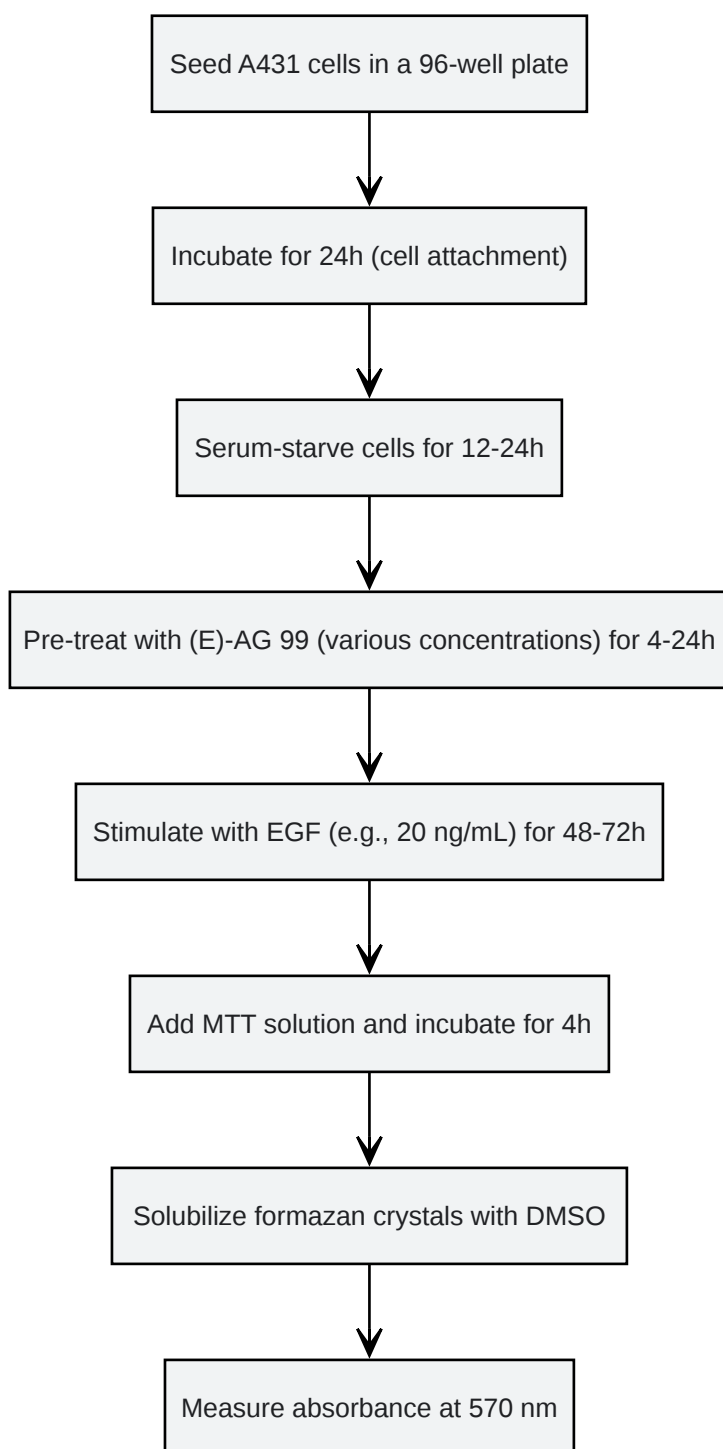 Seed A431 cells in a 96-well plate
Incubate for 24h (cell attachment)
Serum-starve cells for 12-24h
Pre-treat with (E)-AG 99 (various concentrations) for 4-24h
Stimulate with EGF (e.g., 20 ng/mL) for 48-72h
Add MTT solution and incubate for 4h
Solubilize formazan crystals with DMSO
Measure absorbance at 570 nm